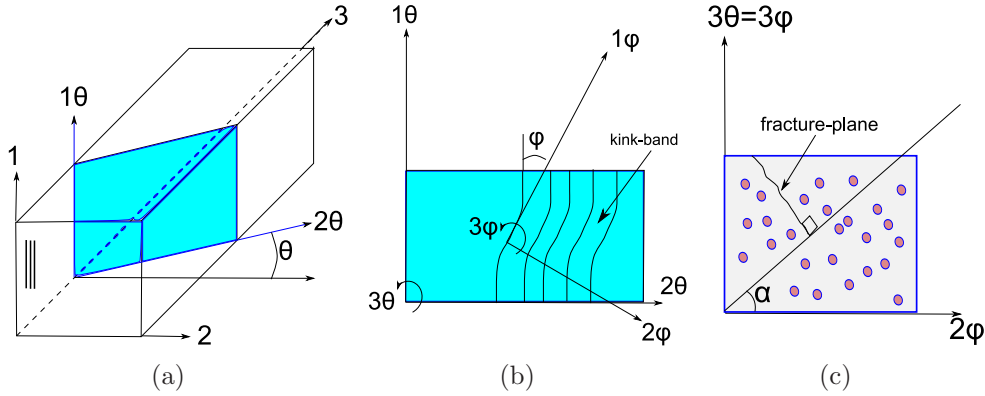 3
1θ
1
2θ
θ
2
(a)
1θ
1φ
φ
kink-band
3φ
3θ
2θ
2φ
(b)
3θ=3φ
fracture-plane
α
2φ
(c)